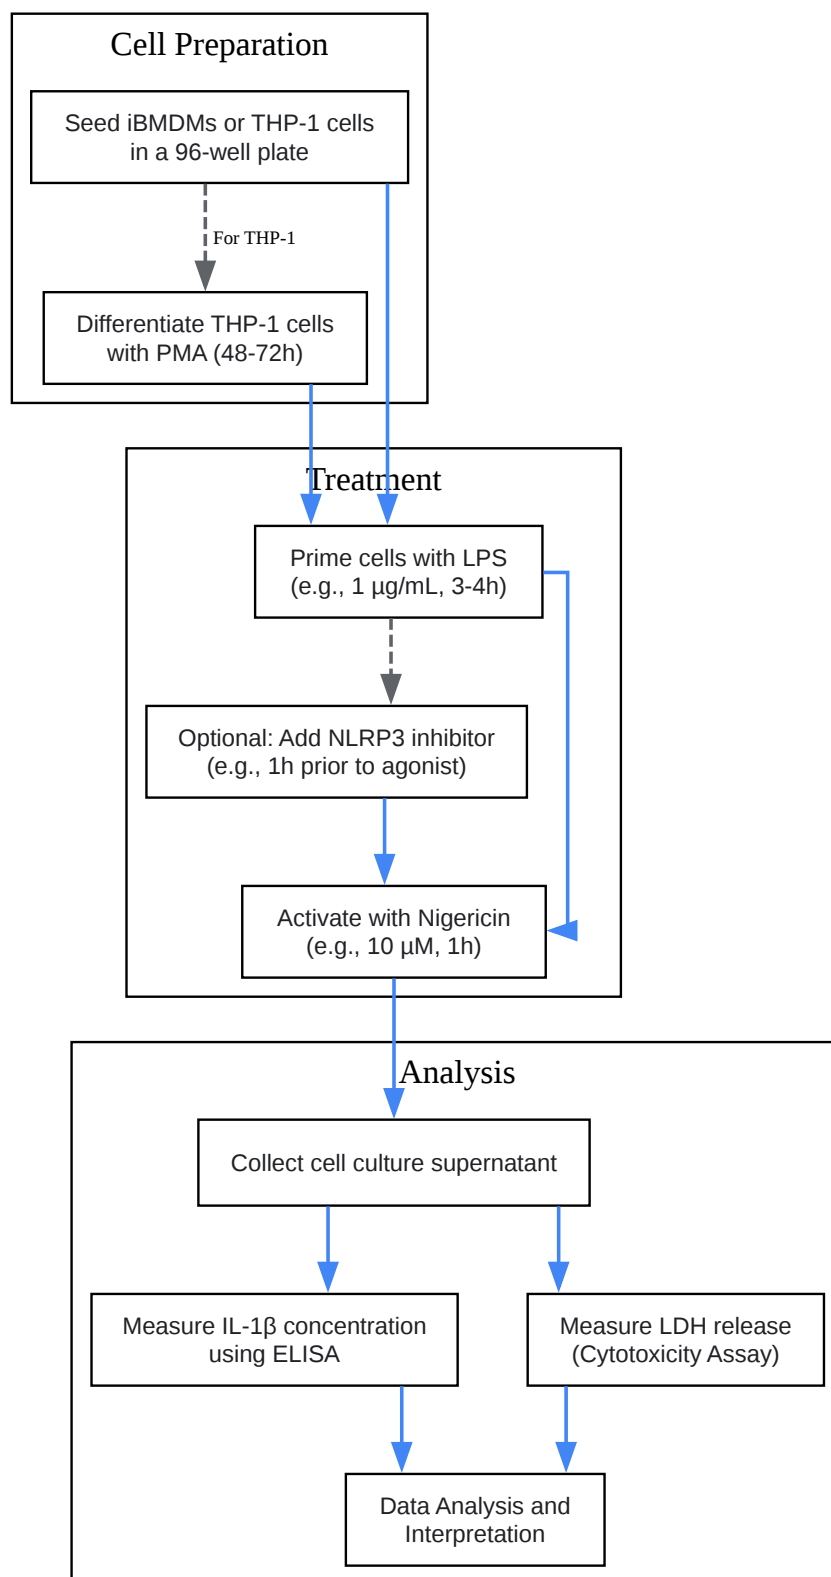 Cell Preparation
Seed iBMDMs or THP-1 cells
in a 96-well plate
For THP-1
Differentiate THP-1 cells
with PMA (48-72h)
Treatment
Prime cells with LPS
(e.g., 1 µg/mL, 3-4h)
Optional: Add NLRP3 inhibitor
(e.g., 1h prior to agonist)
Activate with Nigericin
(e.g., 10 µM, 1h)
Analysis
Collect cell culture supernatant
Measure IL-1β concentration
using ELISA
Measure LDH release
(Cytotoxicity Assay)
Data Analysis and
Interpretation